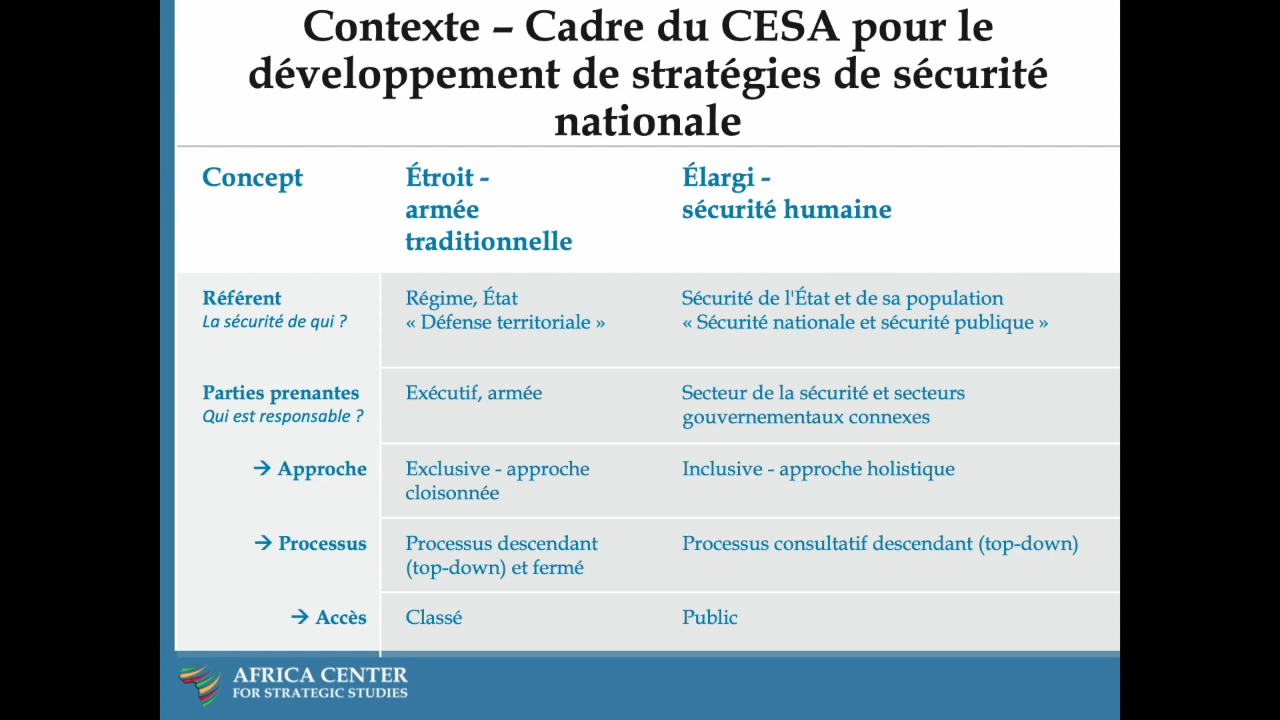 Contexte – Cadre du CESA pour le
développement de stratégies de sécurité
nationale
Concept
Étroit -
armée
traditionnelle
Élargi -
sécurité humaine
Référent
La sécurité de qui ?
Régime, État
« Défense territoriale »
Sécurité de l'État et de sa population
« Sécurité nationale et sécurité publique »
Parties prenantes
Qui est responsable ?
Exécutif, armée
Secteur de la sécurité et secteurs
gouvernementaux connexes
→ Approche
Exclusive - approche
cloisonnée
Inclusive - approche holistique
→ Processus
Processus descendant
(top-down) et fermé
Processus consultatif descendant (top-down)
→ Accès
Classé
Public
AFRICA CENTER
FOR STRATEGIC STUDIES